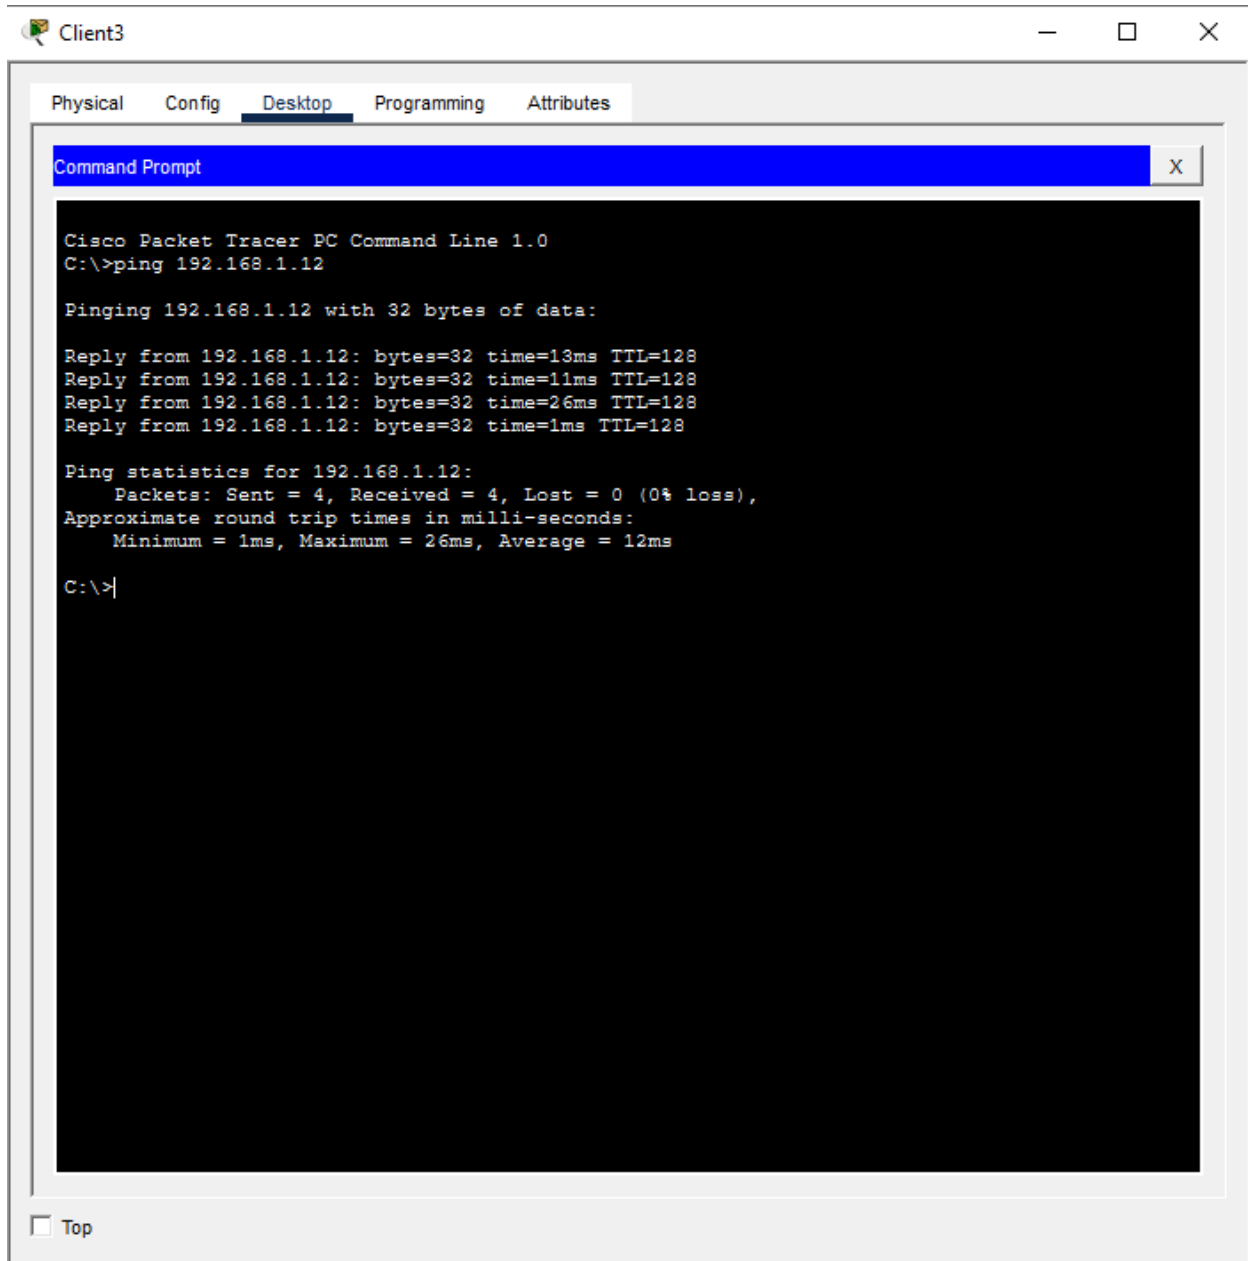 Client3
Physical Config Desktop Programming Attributes
Command Prompt X
Cisco Packet Tracer PC Command Line 1.0
C:\>ping 192.168.1.12
Pinging 192.168.1.12 with 32 bytes of data:
Reply from 192.168.1.12: bytes=32 time=13ms TTL=128
Reply from 192.168.1.12: bytes=32 time=11ms TTL=128
Reply from 192.168.1.12: bytes=32 time=26ms TTL=128
Reply from 192.168.1.12: bytes=32 time=1ms TTL=128
Ping statistics for 192.168.1.12:
    Packets: Sent = 4, Received = 4, Lost = 0 (0% loss),
Approximate round trip times in milli-seconds:
    Minimum = 1ms, Maximum = 26ms, Average = 12ms
C:\>
Top